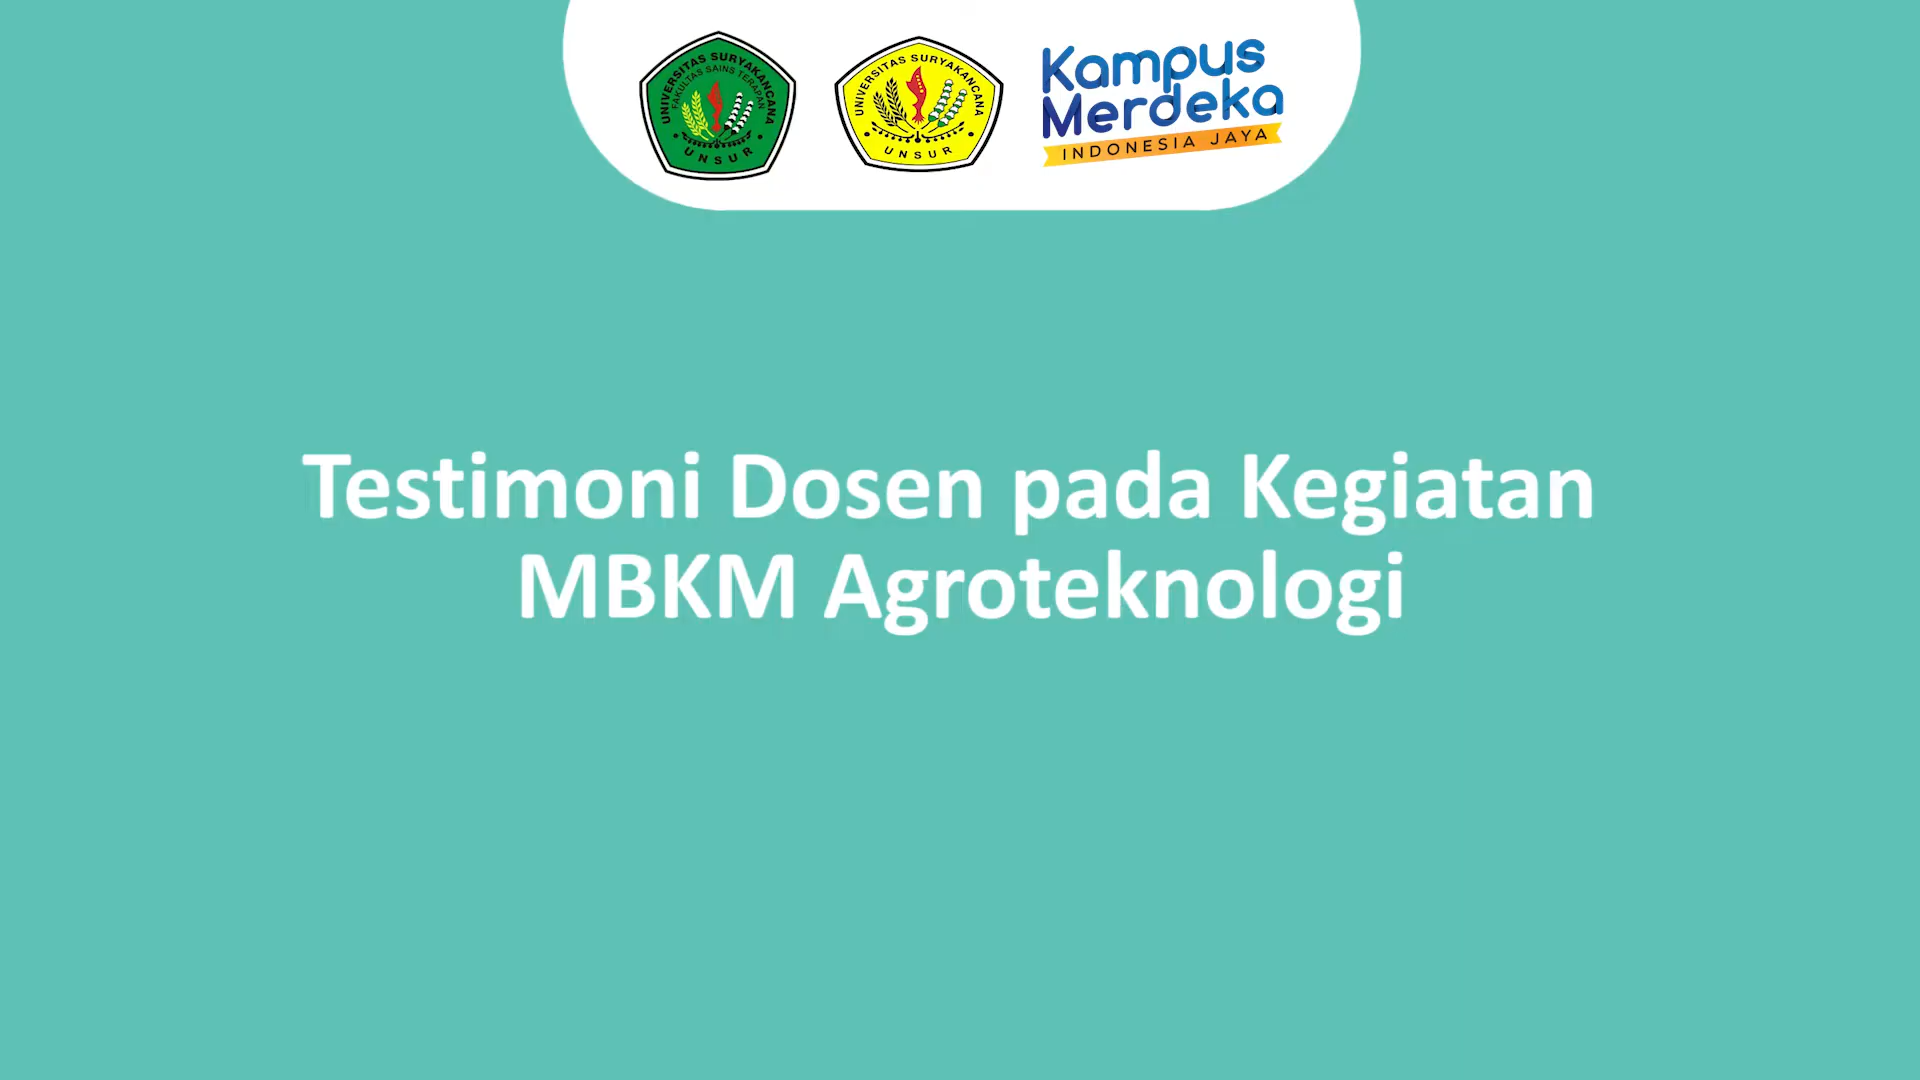 UNIVERSITAS SURYAKANCANA
FAKULTAS SAINS TERAPAN
UNSUR
UNIVERSITAS SURYAKANCANA
UNSUR
Kampus
Merdeka
INDONESIA JAYA
Testimoni Dosen pada Kegiatan
MBKM Agroteknologi